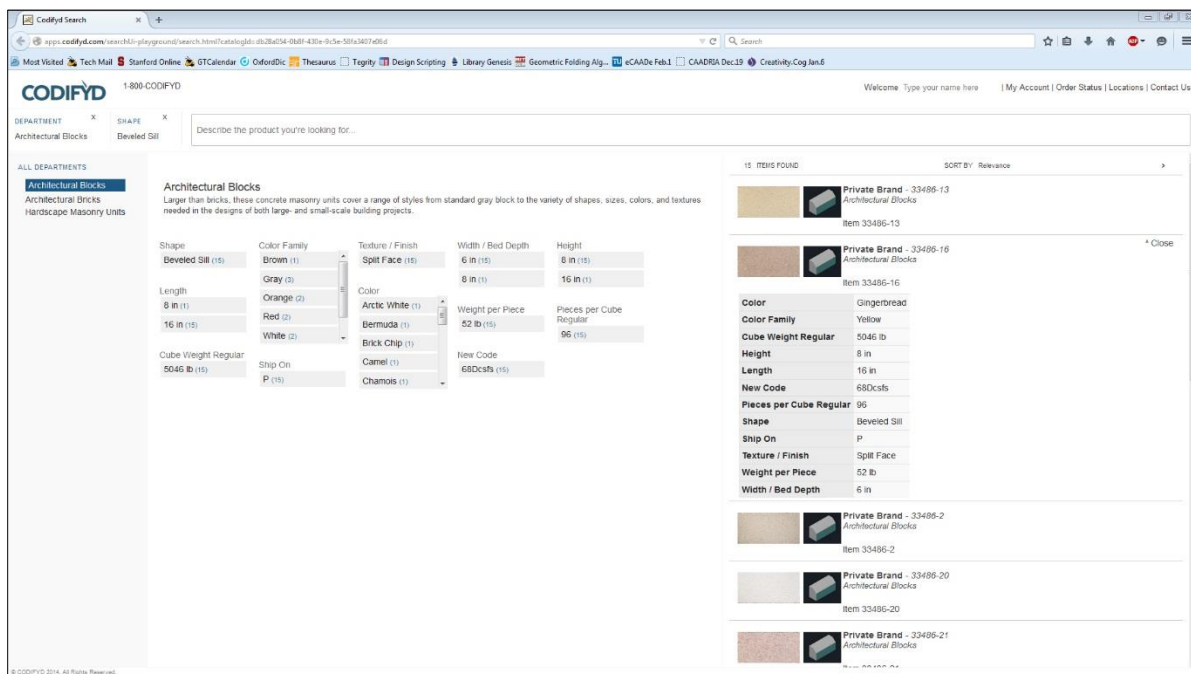 Codifyd Search
apps.codifyd.com/searchUi-playground/search.html?catalogId=
Search
Most Visited Tech Mail Stanford Online GTCalendar OxfordDic Thesaurus Tegrity Design Scripting Library Genesis Geometric Folding Alg... eCAADe Feb.1 CAADRIA Dec.19 Creativity.Cog Jan.6
CODIFYD
1-800-CODIFYD
Welcome Type your name here | My Account | Order Status | Locations | Contact Us
DEPARTMENT X SHAPE X
Architectural Blocks Beveled Sill
Describe the product you're looking for...
ALL DEPARTMENTS
Architectural Blocks
Architectural Bricks
Hardscape Masonry Units
Architectural Blocks
Larger than bricks, these concrete masonry units cover a range of styles from standard gray block to the variety of shapes, sizes, colors, and textures
needed in the designs of both large- and small-scale building projects.
Shape
Beveled Sill (15)
Length
8 in (1)
16 in (15)
Cube Weight Regular
5046 lb (15)
Color Family
Brown (1)
Gray (3)
Orange (2)
Red (2)
White (2)
Ship On
P (15)
Texture / Finish
Split Face (15)
Color
Arctic White (1)
Bermuda (1)
Brick Chip (1)
Camel (1)
Chamois (1)
Width / Bed Depth
6 in (15)
8 in (1)
Weight per Piece
52 lb (15)
New Code
68Dcsfs (15)
Height
8 in (15)
16 in (1)
Pieces per Cube
Regular
96 (15)
15 ITEMS FOUND SORT BY Relevance >
Private Brand - 33486-13
Architectural Blocks
Item 33486-13
Private Brand - 33486-16
Architectural Blocks
Item 33486-16
^ Close
Color Gingerbread
Color Family Yellow
Cube Weight Regular 5046 lb
Height 8 in
Length 16 in
New Code 68Dcsfs
Pieces per Cube Regular 96
Shape Beveled Sill
Ship On P
Texture / Finish Split Face
Weight per Piece 52 lb
Width / Bed Depth 6 in
Private Brand - 33486-2
Architectural Blocks
Item 33486-2
Private Brand - 33486-20
Architectural Blocks
Item 33486-20
Private Brand - 33486-21
Architectural Blocks
© CODIFYD 2014. All Rights Reserved.